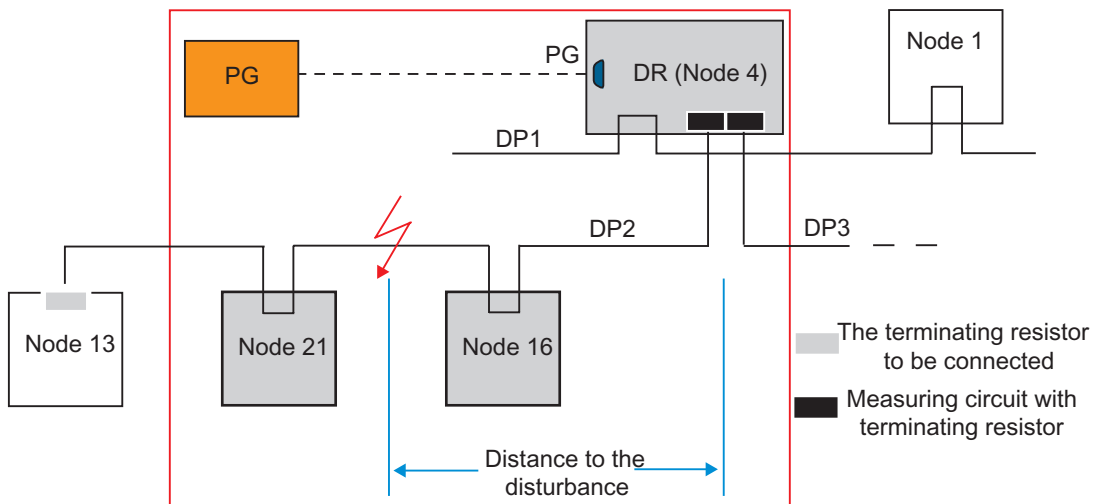 Node 1
PG
PG
DR (Node 4)
DP1
DP2
DP3
Node 13
Node 21
Node 16
The terminating resistor
to be connected
Measuring circuit with
terminating resistor
Distance to the
disturbance